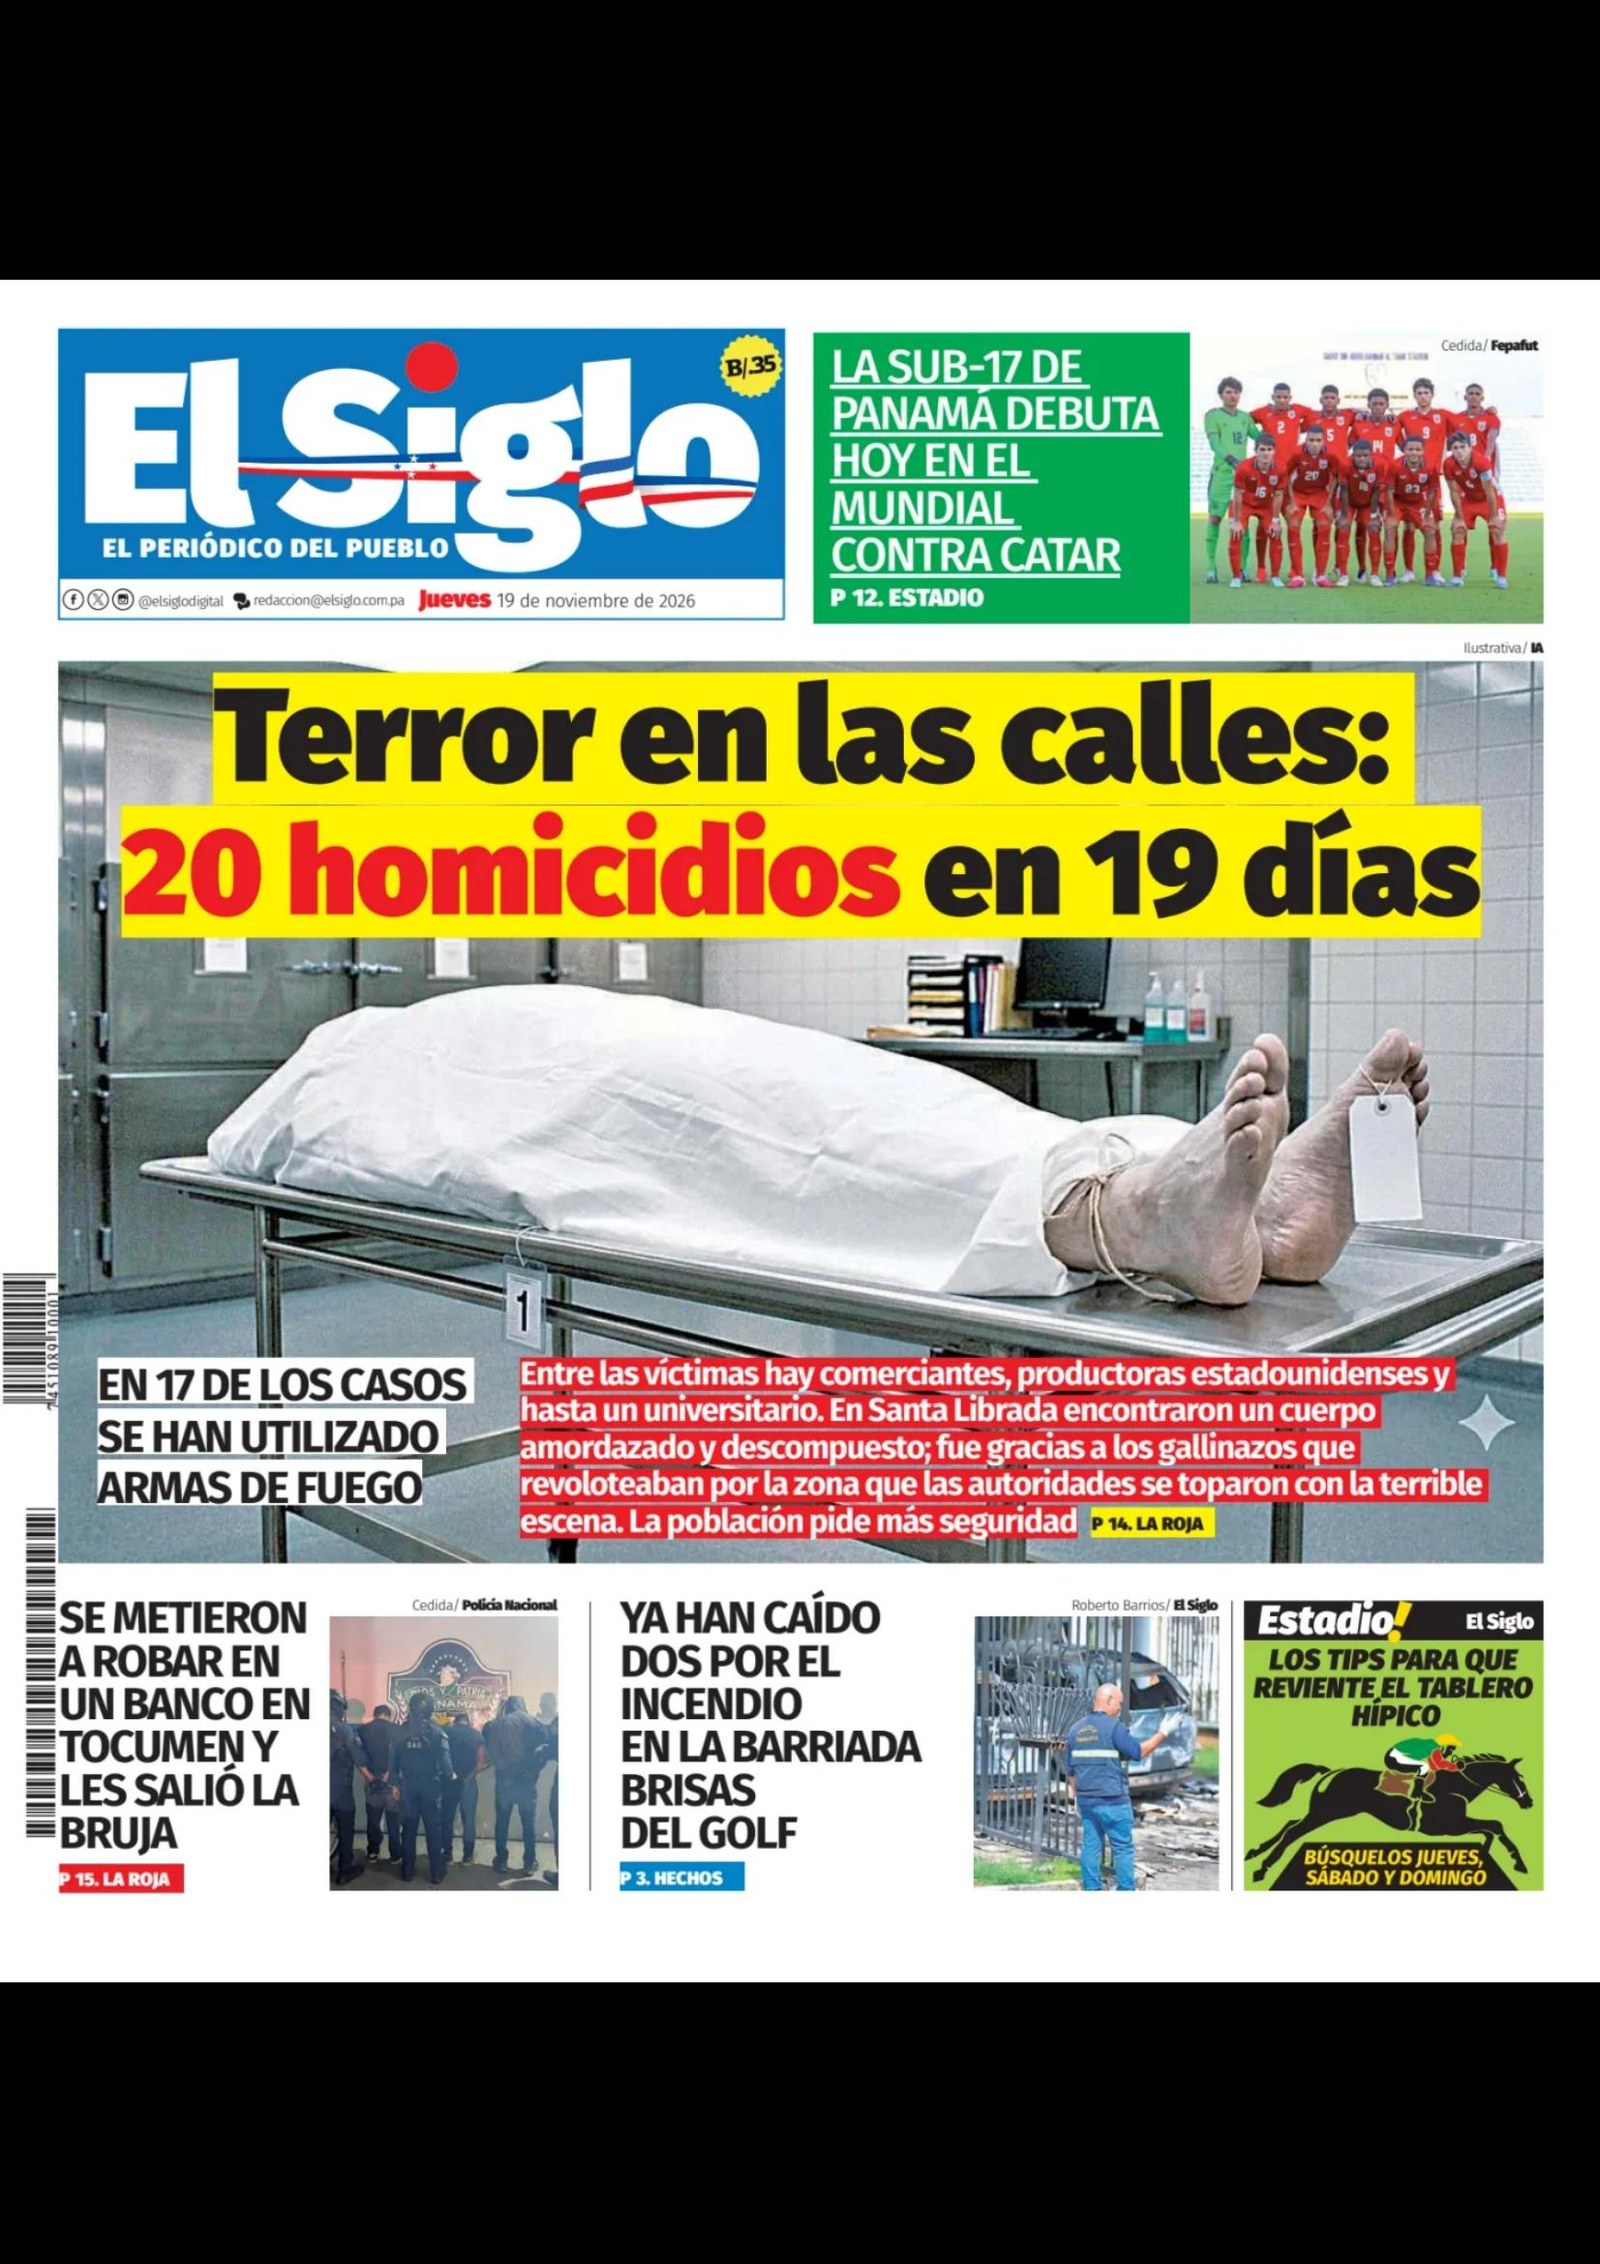 El Siglo
B/.35
EL PERIÓDICO DEL PUEBLO
@elsiglodigital redaccion@elsiglo.com.pa Jueves 19 de noviembre de 2026
LA SUB-17 DE
PANAMÁ DEBUTA
HOY EN EL
MUNDIAL
CONTRA CATAR
P 12. ESTADIO
Cedida/ Fepafut
Ilustrativa/ IA
Terror en las calles:
20 homicidios en 19 días
1
EN 17 DE LOS CASOS
SE HAN UTILIZADO
ARMAS DE FUEGO
Entre las víctimas hay comerciantes, productoras estadounidenses y
hasta un universitario. En Santa Librada encontraron un cuerpo
amordazado y descompuesto; fue gracias a los gallinazos que
revoloteaban por la zona que las autoridades se toparon con la terrible
escena. La población pide más seguridad P 14. LA ROJA
7451089110001
SE METIERON
A ROBAR EN
UN BANCO EN
TOCUMEN Y
LES SALIÓ LA
BRUJA
P 15. LA ROJA
Cedida/ Policía Nacional
YA HAN CAÍDO
DOS POR EL
INCENDIO
EN LA BARRIADA
BRISAS
DEL GOLF
P 3. HECHOS
Roberto Barrios/ El Siglo
Estadio! El Siglo
LOS TIPS PARA QUE
REVIENTE EL TABLERO
HÍPICO
BÚSQUELOS JUEVES,
SÁBADO Y DOMINGO